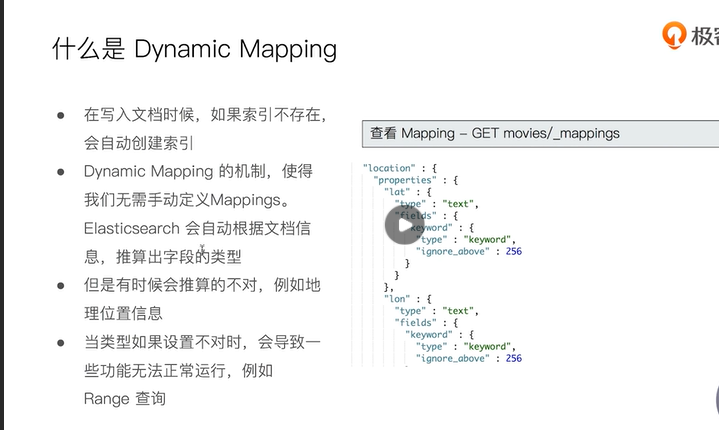 什么是 Dynamic Mapping
在写入文档时候，如果索引不存在，
会自动创建索引
Dynamic Mapping 的机制，使得
我们无需手动定义Mappings。
Elasticsearch 会自动根据文档信
息，推算出字段的类型
但是有时候会推算的不对，例如地
理位置信息
当类型如果设置不对时，会导致一
些功能无法正常运行，例如
Range 查询
极客
查看 Mapping – GET movies/_mappings
"location" : {
"properties" : {
"lat" : {
"type" : "text",
"fields" : {
"keyword" : {
"type" : "keyword",
"ignore_above" : 256
}
}
},
"lon" : {
"type" : "text",
"fields" : {
"keyword" : {
"type" : "keyword",
"ignore_above" : 256